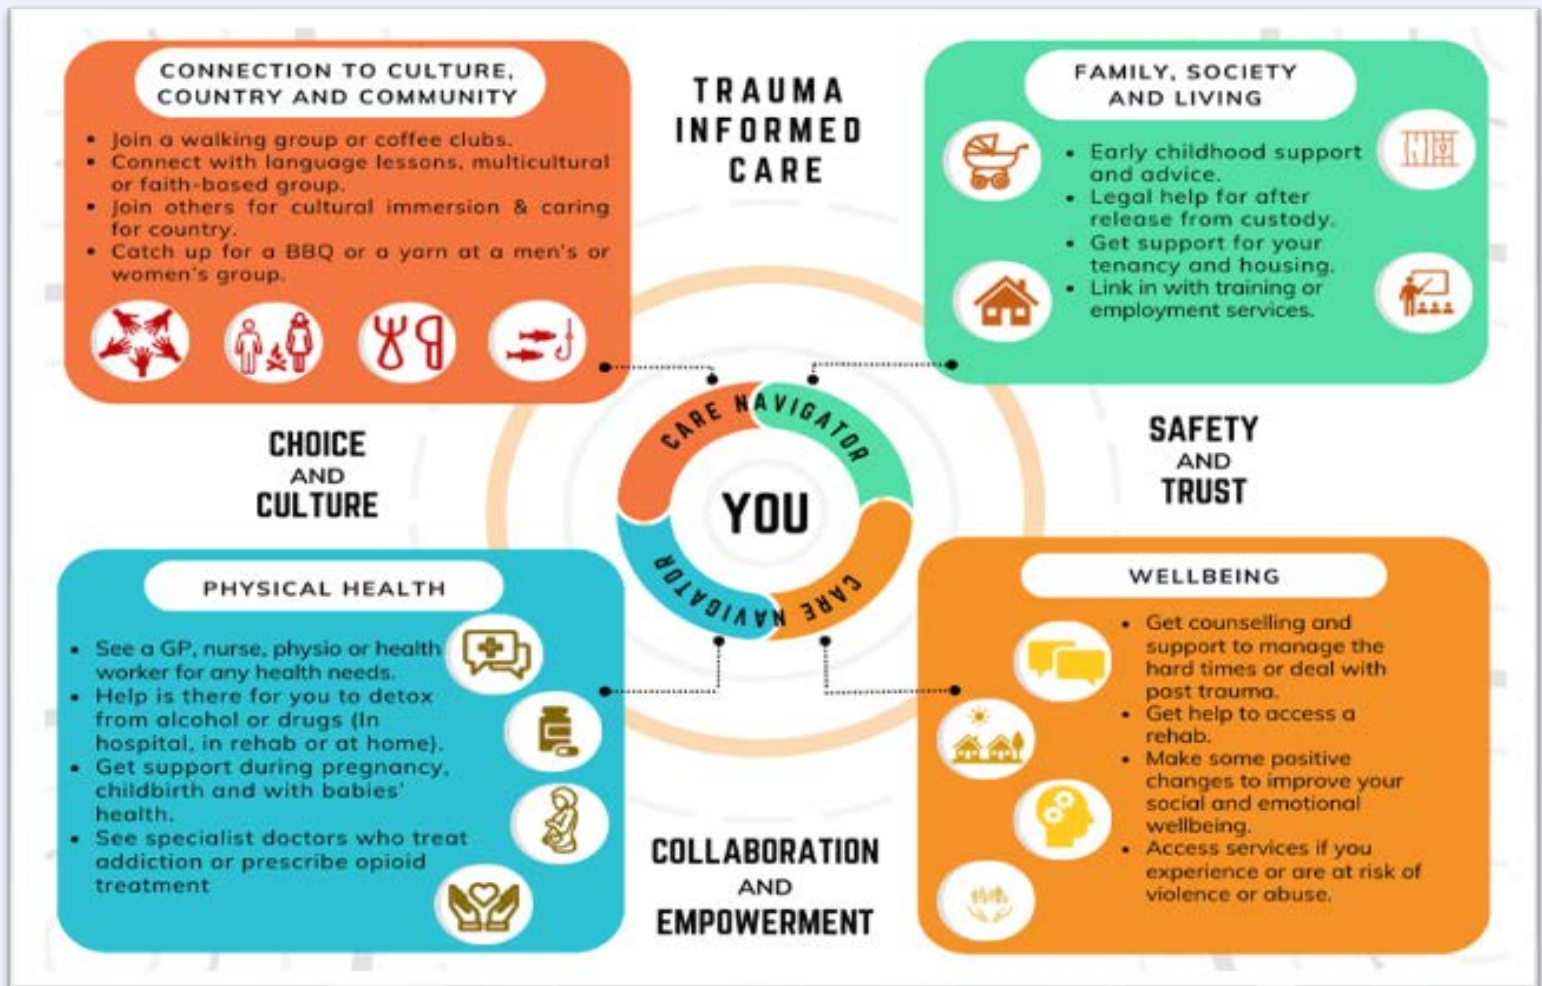 CONNECTION TO CULTURE,
COUNTRY AND COMMUNITY
• Join a walking group or coffee clubs.
• Connect with language lessons, multicultural
or faith-based group.
• Join others for cultural immersion & caring
for country.
• Catch up for a BBQ or a yarn at a men's or
women's group.
TRAUMA
INFORMED
CARE
FAMILY, SOCIETY
AND LIVING
• Early childhood support
and advice.
• Legal help for after
release from custody.
• Get support for your
tenancy and housing.
• Link in with training or
employment services.
CHOICE
AND
CULTURE
CARE NAVIGATOR
YOU
CARE NAVIGATOR
SAFETY
AND
TRUST
PHYSICAL HEALTH
• See a GP, nurse, physio or health
worker for any health needs.
• Help is there for you to detox
from alcohol or drugs (In
hospital, in rehab or at home).
• Get support during pregnancy,
childbirth and with babies'
health.
• See specialist doctors who treat
addiction or prescribe opioid
treatment
COLLABORATION
AND
EMPOWERMENT
WELLBEING
• Get counselling and
support to manage the
hard times or deal with
past trauma.
• Get help to access a
rehab.
• Make some positive
changes to improve your
social and emotional
wellbeing.
• Access services if you
experience or are at risk of
violence or abuse.